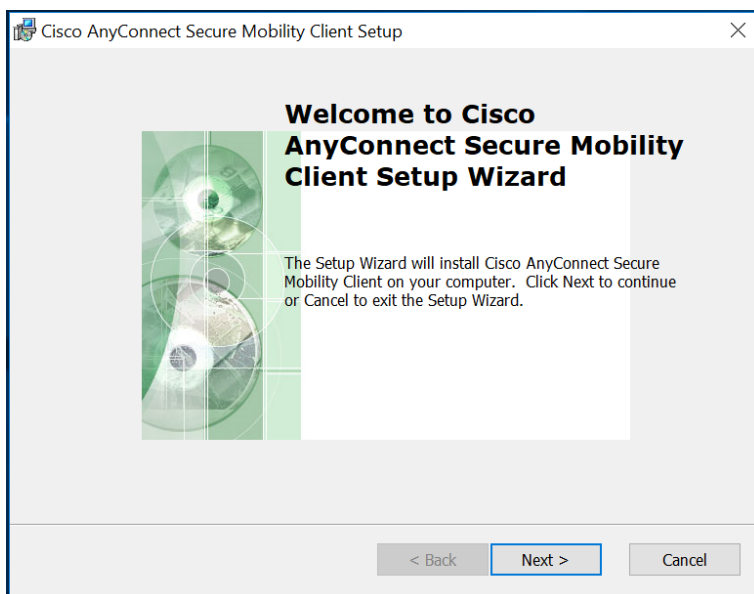 Cisco AnyConnect Secure Mobility Client Setup
Welcome to Cisco
AnyConnect Secure Mobility
Client Setup Wizard
The Setup Wizard will install Cisco AnyConnect Secure
Mobility Client on your computer. Click Next to continue
or Cancel to exit the Setup Wizard.
< Back
Next >
Cancel